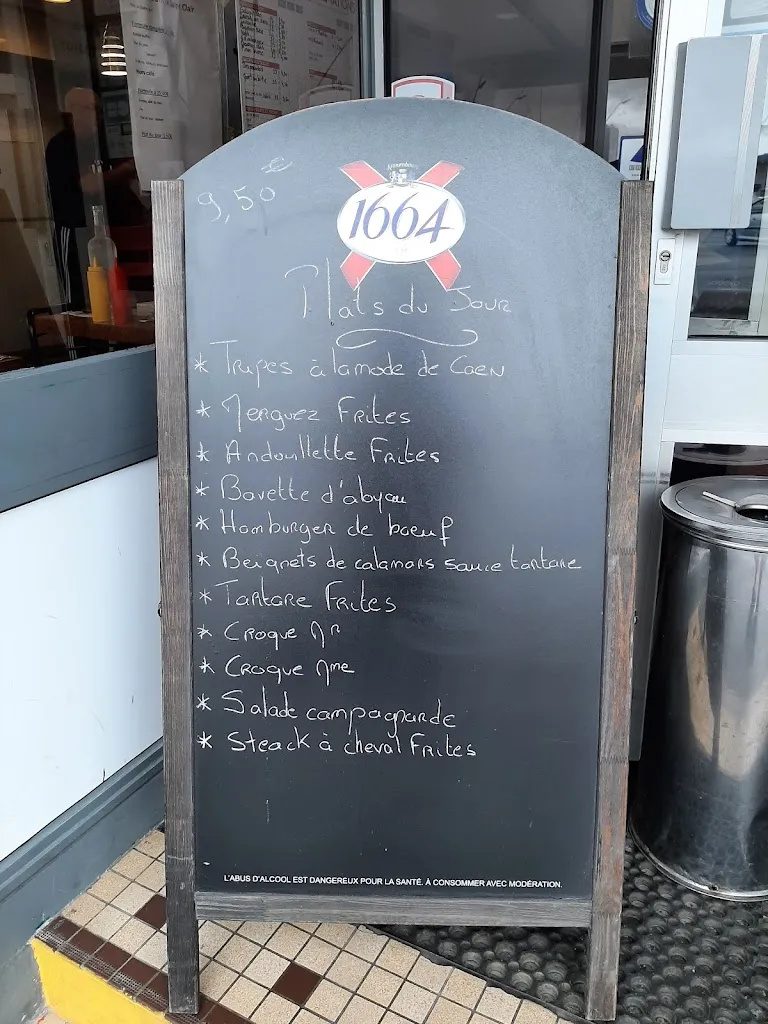 9,50 €
Kronenbourg
1664
Plats du Jour
* Tripes à la mode de Caen
* Merguez Frites
* Andouillette Frites
* Bavette d'aloyau
* Hamburger de bœuf
* Beignets de calamars sauce tartare
* Tartare Frites
* Croque Mr
* Croque Mme
* Salade campagnarde
* Steack à cheval Frites
L'ABUS D'ALCOOL EST DANGEREUX POUR LA SANTÉ. À CONSOMMER AVEC MODÉRATION.